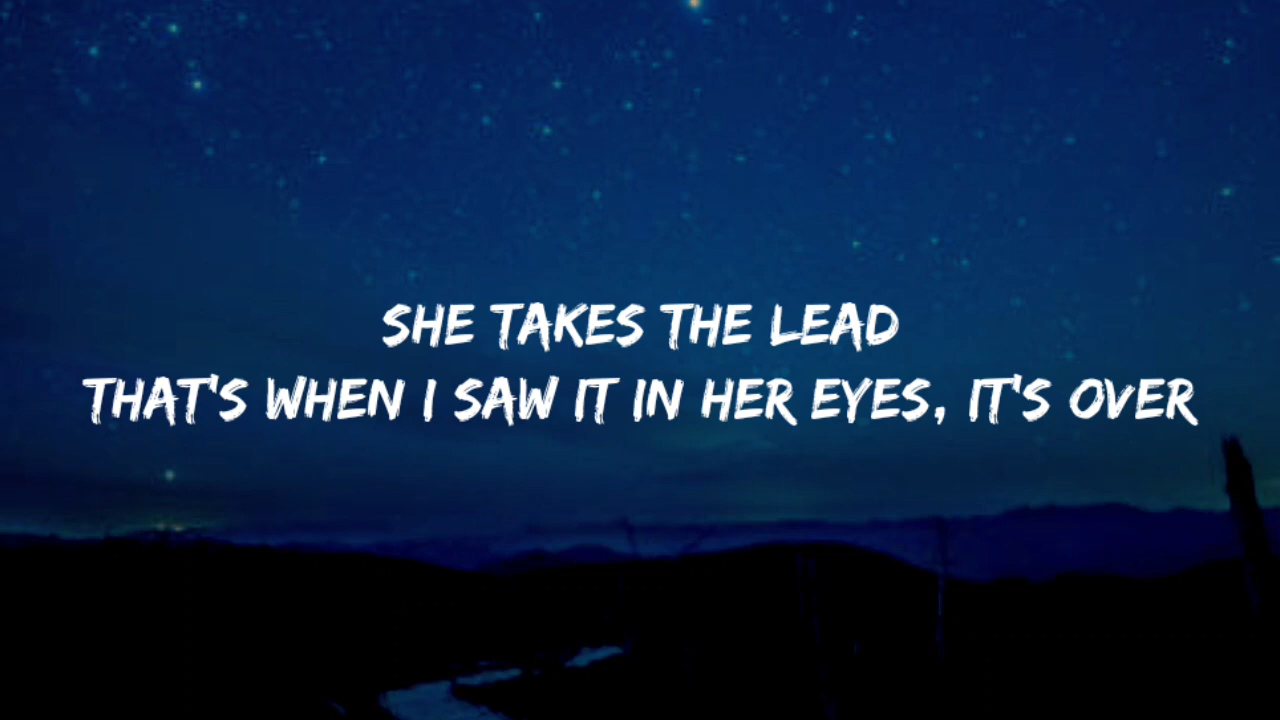 SHE TAKES THE LEAD
THAT'S WHEN I SAW IT IN HER EYES, IT'S OVER